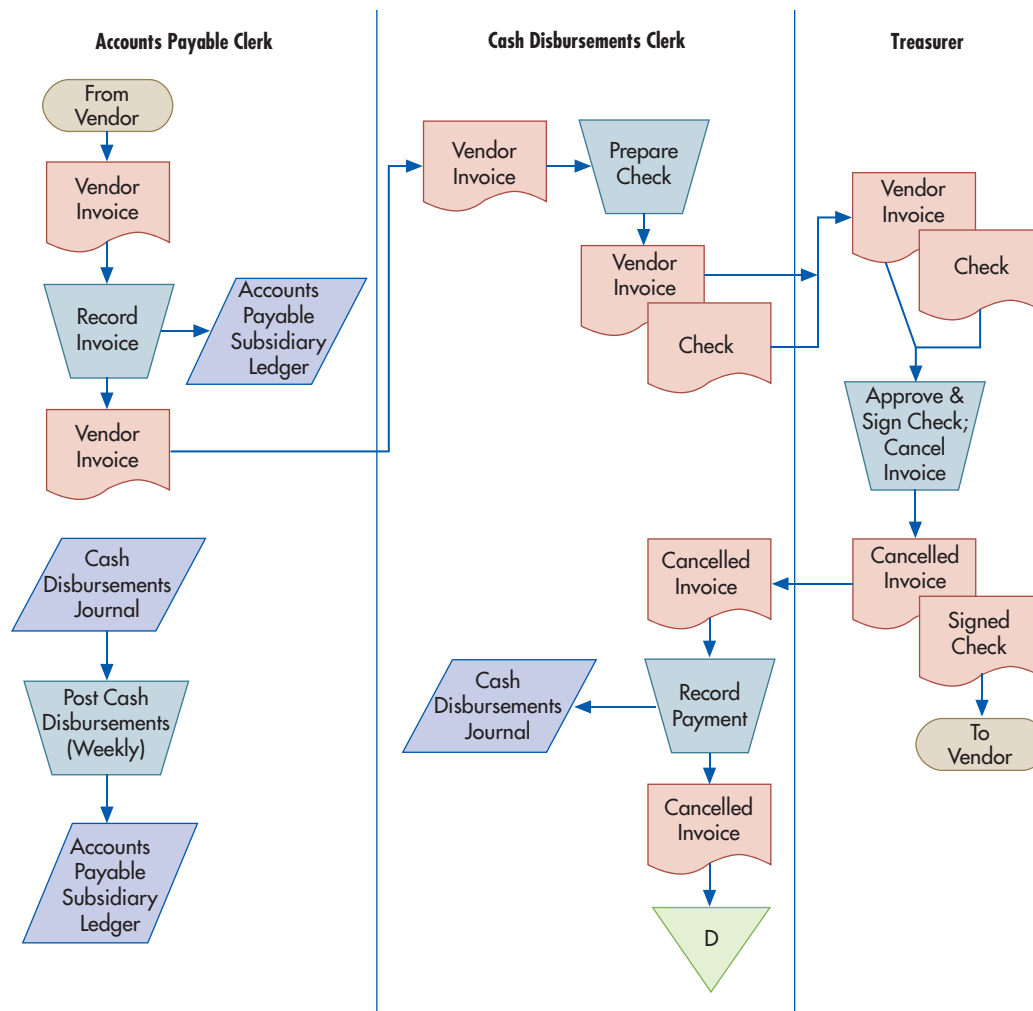 Accounts Payable Clerk
From
Vendor
Vendor
Invoice
Record
Invoice
Accounts
Payable
Subsidiary
Ledger
Vendor
Invoice
Cash
Disbursements
Journal
Post Cash
Disbursements
(Weekly)
Accounts
Payable
Subsidiary
Ledger
Cash Disbursements Clerk
Vendor
Invoice
Prepare
Check
Vendor
Invoice
Check
Cancelled
Invoice
Record
Payment
Cash
Disbursements
Journal
Cancelled
Invoice
D
Treasurer
Vendor
Invoice
Check
Approve &
Sign Check;
Cancel
Invoice
Cancelled
Invoice
Signed
Check
To
Vendor